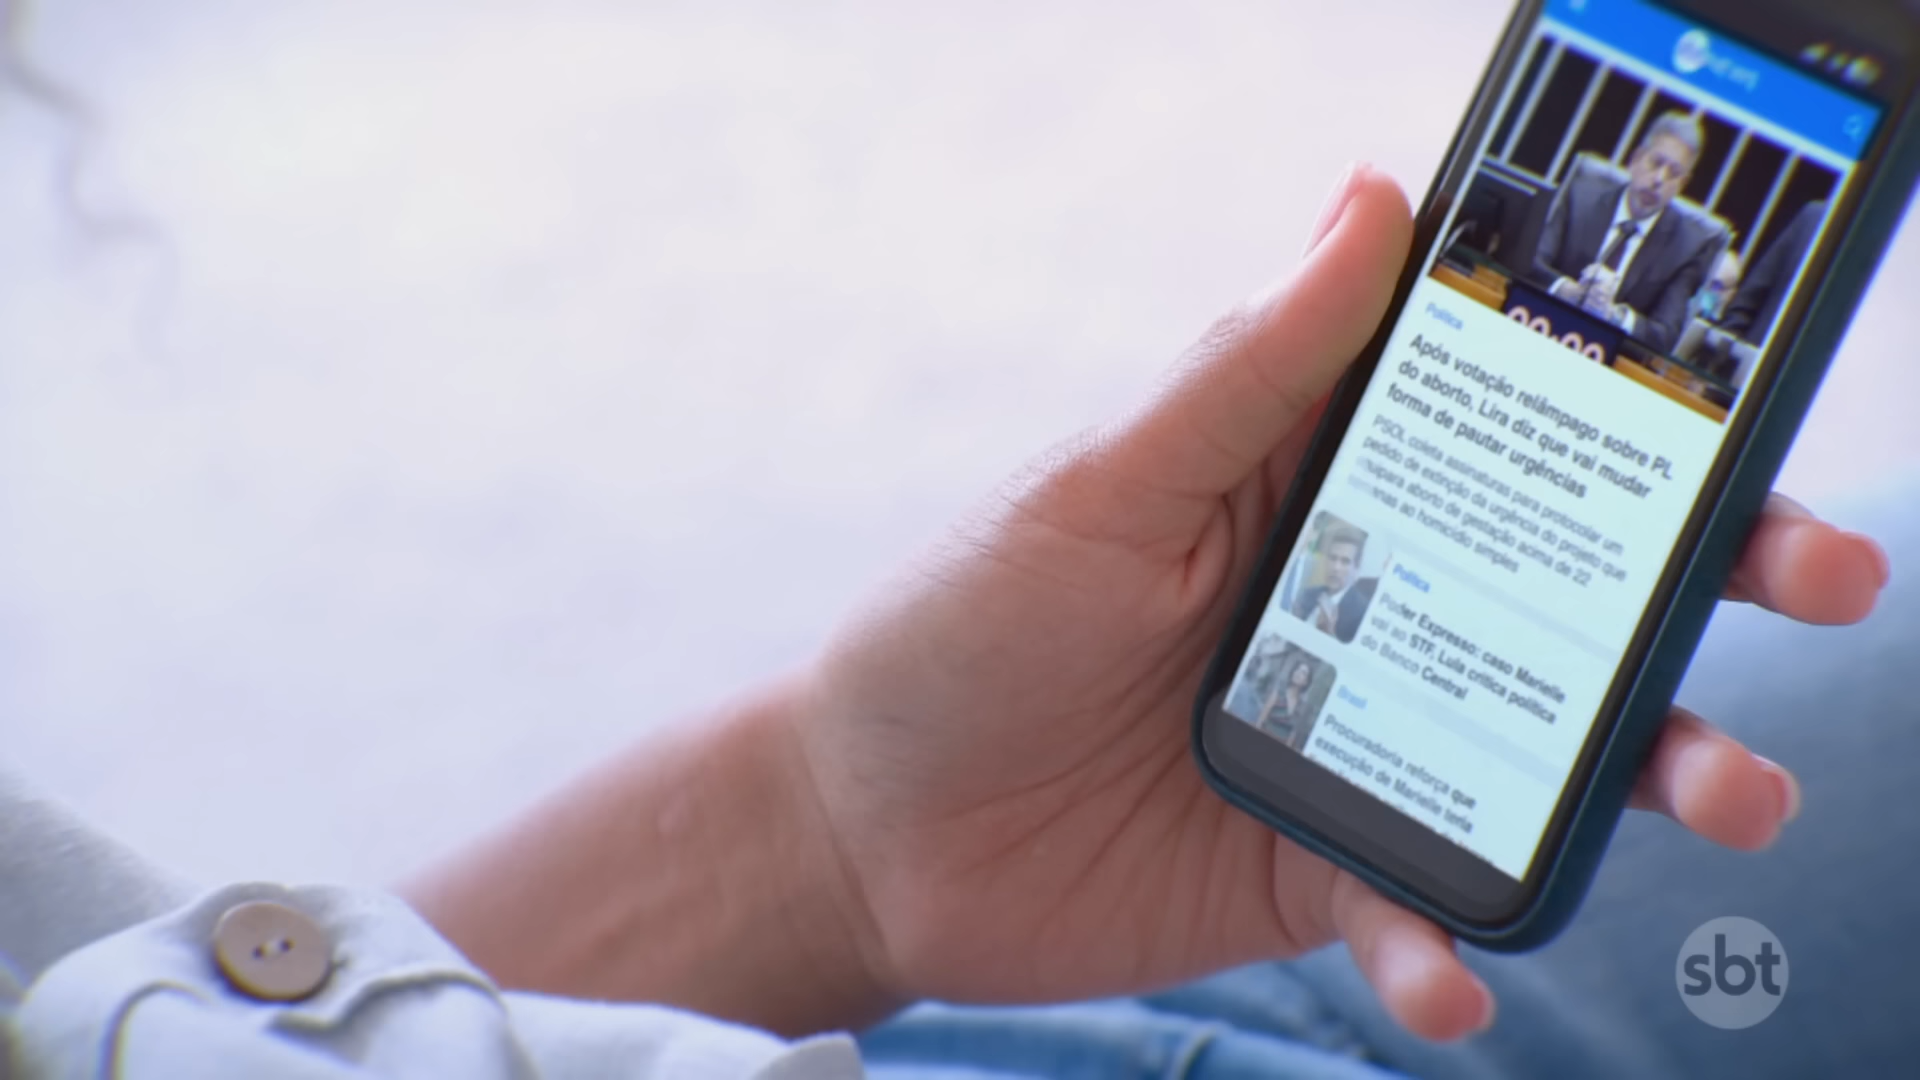 news
Política
Após votação relâmpago sobre PL
do aborto, Lira diz que vai mudar
forma de pautar urgências
PSOL coleta assinaturas para protocolar um
pedido de extinção da urgência do projeto que
equipara aborto de gestação acima de 22
semanas ao homicídio simples
Política
Poder Expresso: caso Marielle
vai ao STF, Lula critica política
do Banco Central
Brasil
Procuradoria reforça que
execução de Marielle teria
00:00
sbt